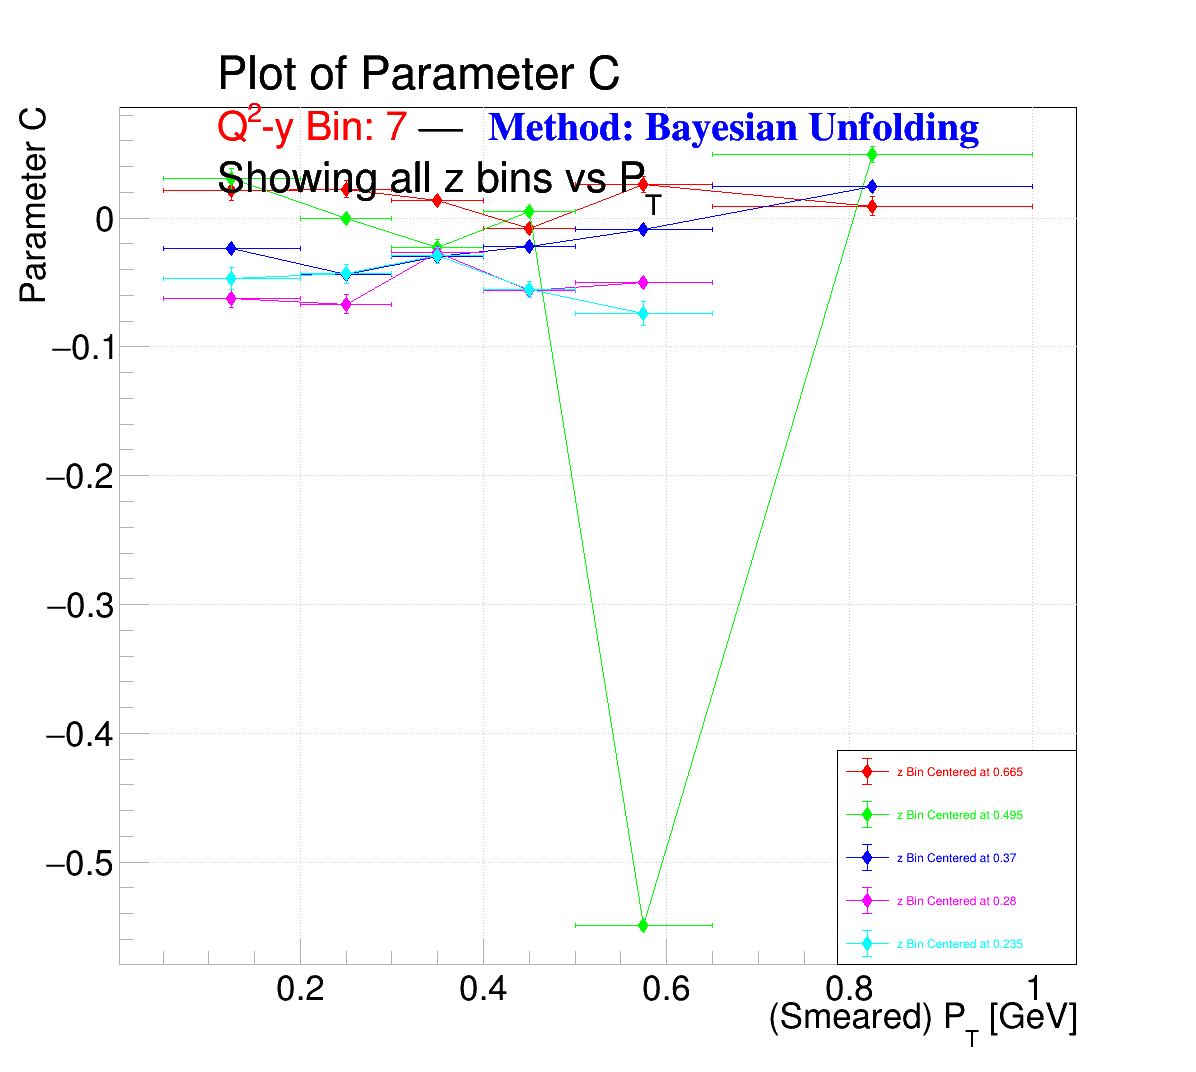 Plot of Parameter C
Q²-y Bin: 7 — Method: Bayesian Unfolding
Showing all z bins vs P_T
Parameter C
0
−0.1
−0.2
−0.3
−0.4
−0.5
z Bin Centered at 0.665
z Bin Centered at 0.495
z Bin Centered at 0.37
z Bin Centered at 0.28
z Bin Centered at 0.235
0.2 0.4 0.6 0.8 1
(Smeared) P_T [GeV]